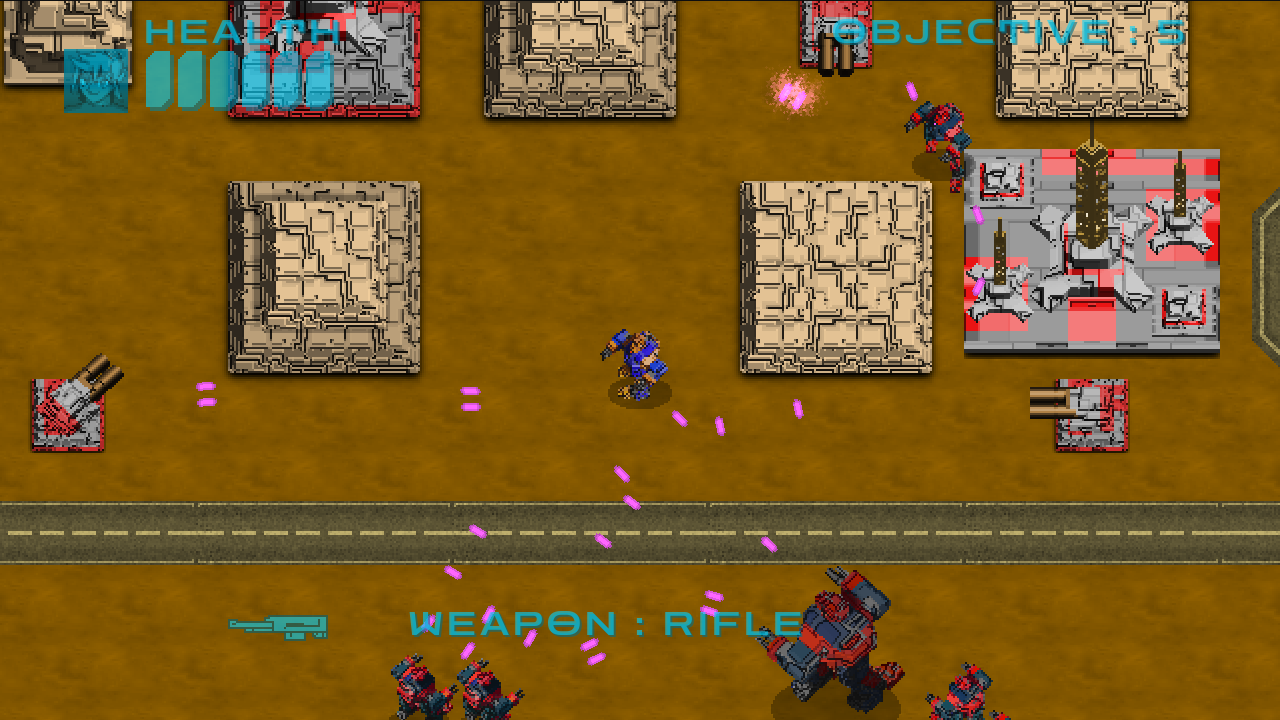 HEALTH
OBJECTIVE : 5
WEAPON : RIFLE